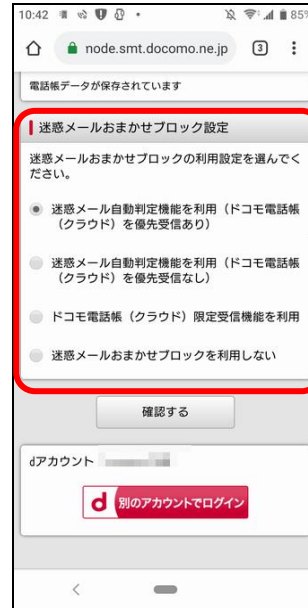 10:42
85%
node.smt.docomo.ne.jp
3
電話帳データが保存されています
迷惑メールおまかせブロック設定
迷惑メールおまかせブロックの利用設定を選んでく
ださい。
迷惑メール自動判定機能を利用（ドコモ電話帳
（クラウド）を優先受信あり）
迷惑メール自動判定機能を利用（ドコモ電話帳
（クラウド）を優先受信なし）
ドコモ電話帳（クラウド）限定受信機能を利用
迷惑メールおまかせブロックを利用しない
確認する
dアカウント
d 別のアカウントでログイン